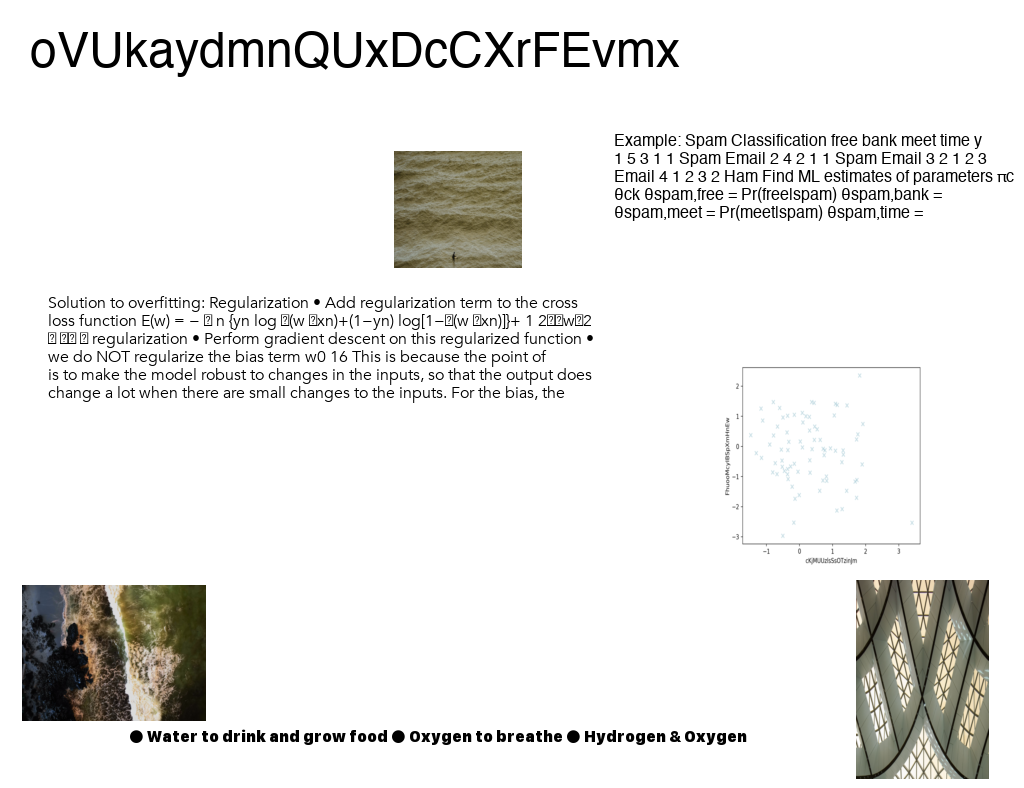 oVUkaydmnQUxDcCXrFEvmx
Example: Spam Classification free bank meet time y
1 5 3 1 1 Spam Email 2 4 2 1 1 Spam Email 3 2 1 2 3
Email 4 1 2 3 2 Ham Find ML estimates of parameters πc
θck θspam,free = Pr(free|spam) θspam,bank =
θspam,meet = Pr(meet|spam) θspam,time =
Solution to overfitting: Regularization • Add regularization term to the cross
loss function E(w) = − n {yn log (w xn)+(1−yn) log[1−(w xn)]}+ 1 2w2
regularization • Perform gradient descent on this regularized function •
we do NOT regularize the bias term w0 16 This is because the point of
is to make the model robust to changes in the inputs, so that the output does
change a lot when there are small changes to the inputs. For the bias, the
2
1
0
−1
−2
−3
−1 0 1 2 3
● Water to drink and grow food ● Oxygen to breathe ● Hydrogen & Oxygen